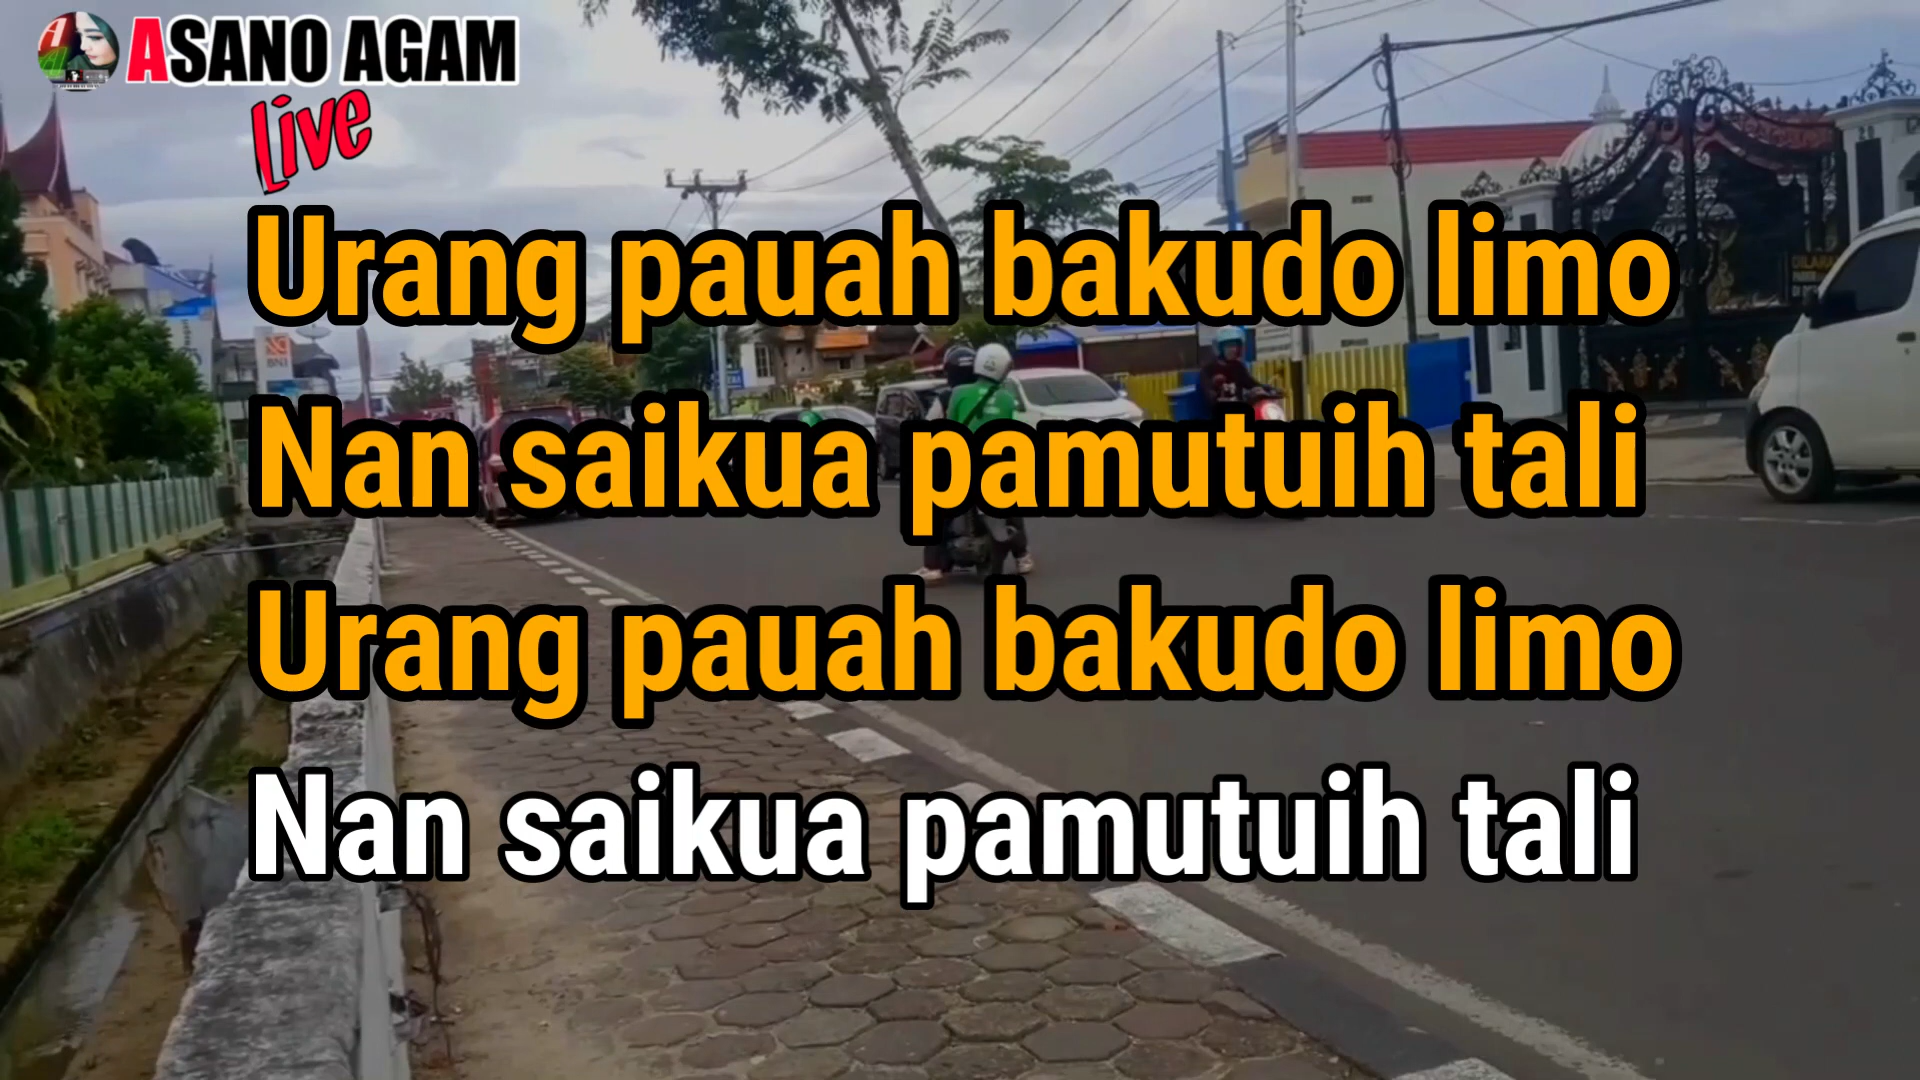 ASANO AGAM
Live
Urang pauah bakudo limo
Nan saikua pamutuih tali
Urang pauah bakudo limo
Nan saikua pamutuih tali
BNI